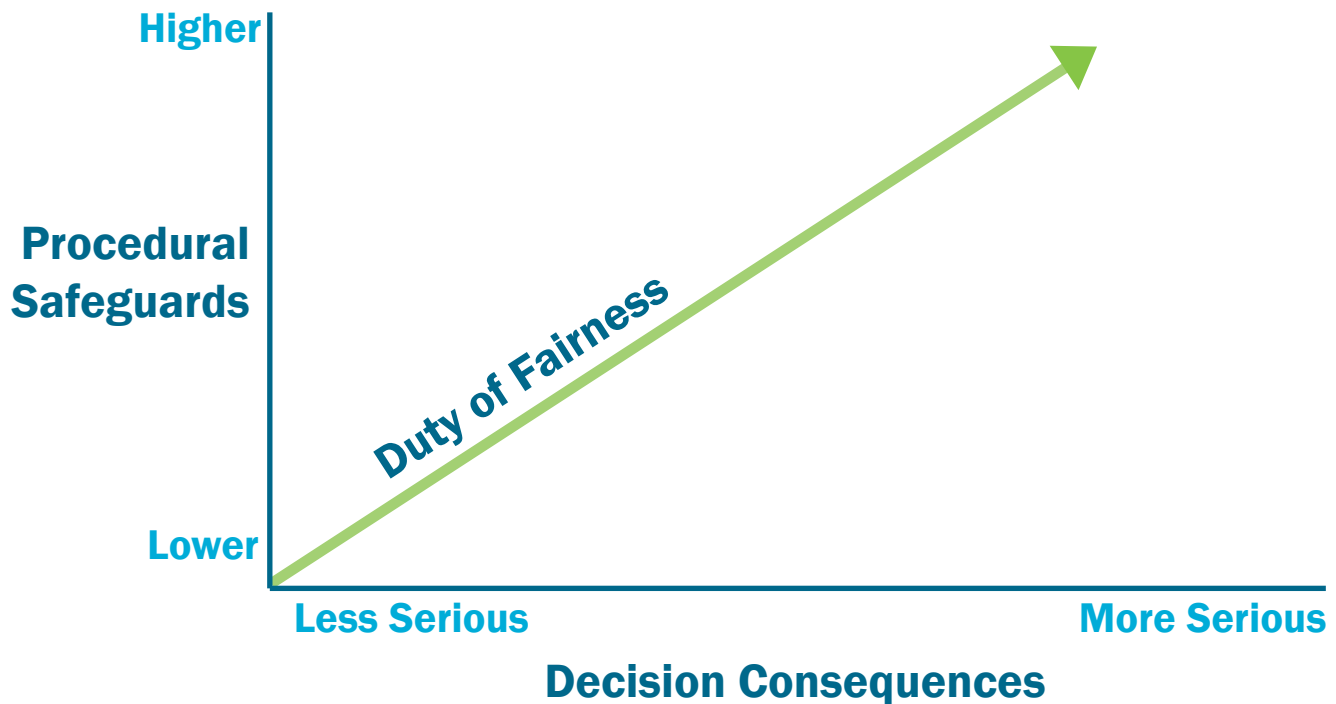 Higher
Procedural
Safeguards
Duty of Fairness
Lower
Less Serious
More Serious
Decision Consequences